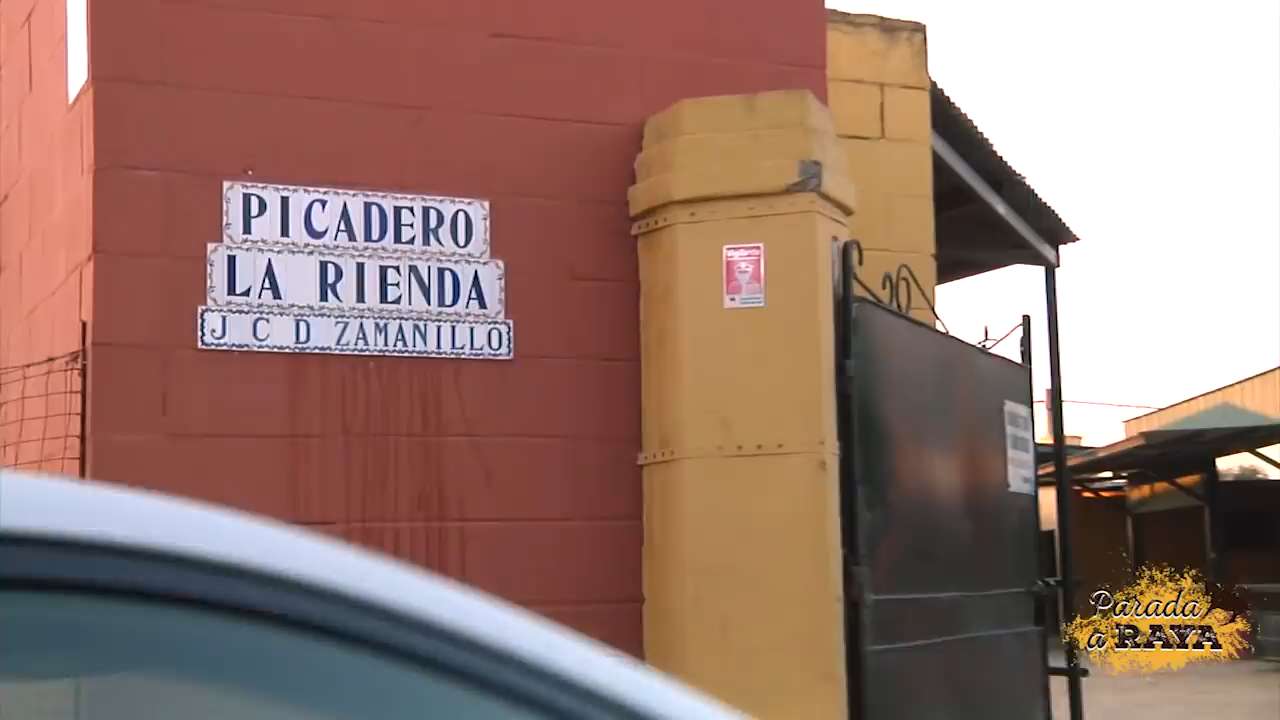 PICADERO
LA RIENDA
J C D ZAMANILLO
Parada
a RAYA